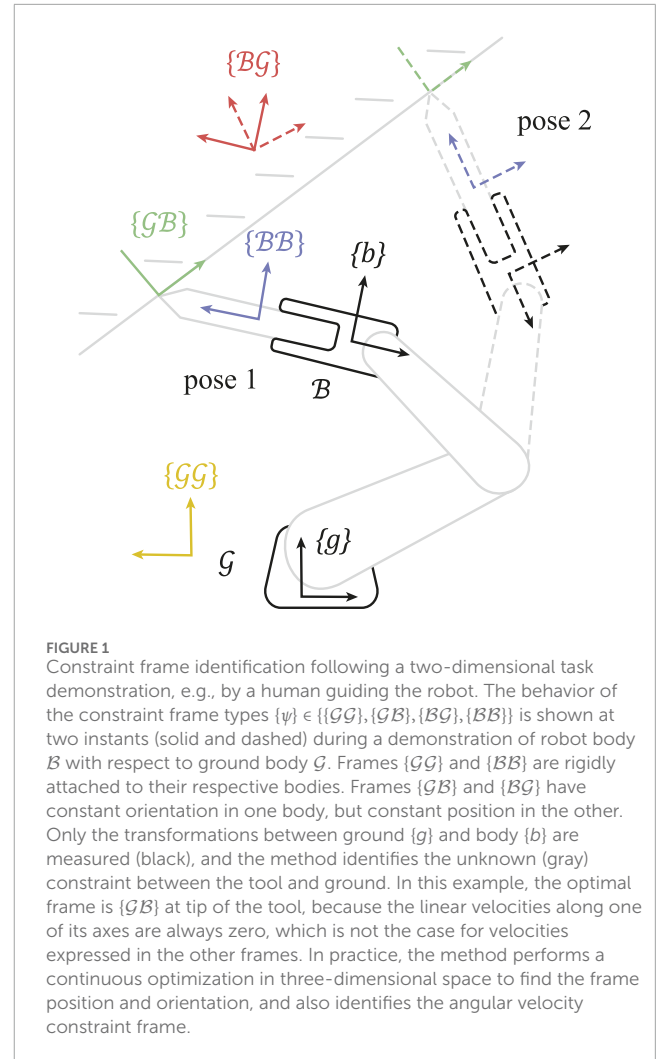 {ℬ𝒢}
pose 2
{𝒢ℬ}
{ℬℬ}
{b}
pose 1
ℬ
{𝒢𝒢}
{g}
𝒢
FIGURE 1
Constraint frame identification following a two-dimensional task
demonstration, e.g., by a human guiding the robot. The behavior of
the constraint frame types {ψ} ∈ {{𝒢𝒢},{𝒢ℬ},{ℬ𝒢},{ℬℬ}} is shown at
two instants (solid and dashed) during a demonstration of robot body
ℬ with respect to ground body 𝒢. Frames {𝒢𝒢} and {ℬℬ} are rigidly
attached to their respective bodies. Frames {𝒢ℬ} and {ℬ𝒢} have
constant orientation in one body, but constant position in the other.
Only the transformations between ground {g} and body {b} are
measured (black), and the method identifies the unknown (gray)
constraint between the tool and ground. In this example, the optimal
frame is {𝒢ℬ} at tip of the tool, because the linear velocities along one
of its axes are always zero, which is not the case for velocities
expressed in the other frames. In practice, the method performs a
continuous optimization in three-dimensional space to find the frame
position and orientation, and also identifies the angular velocity
constraint frame.